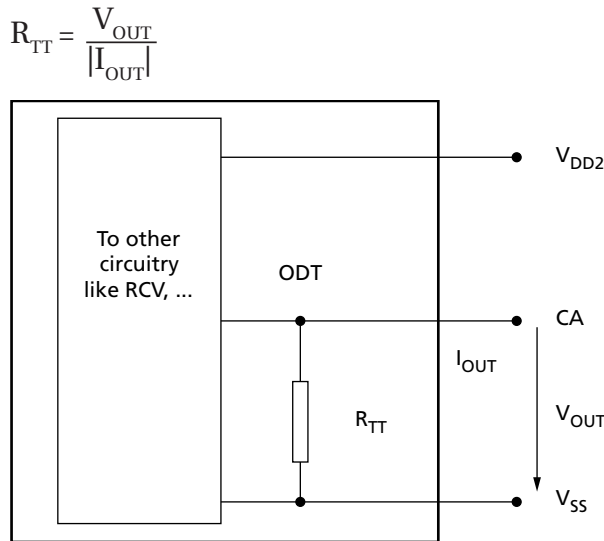 R_TT = V_OUT / |I_OUT|
V_DD2
To other
circuitry
like RCV, ...
ODT
CA
I_OUT
R_TT
V_OUT
V_SS